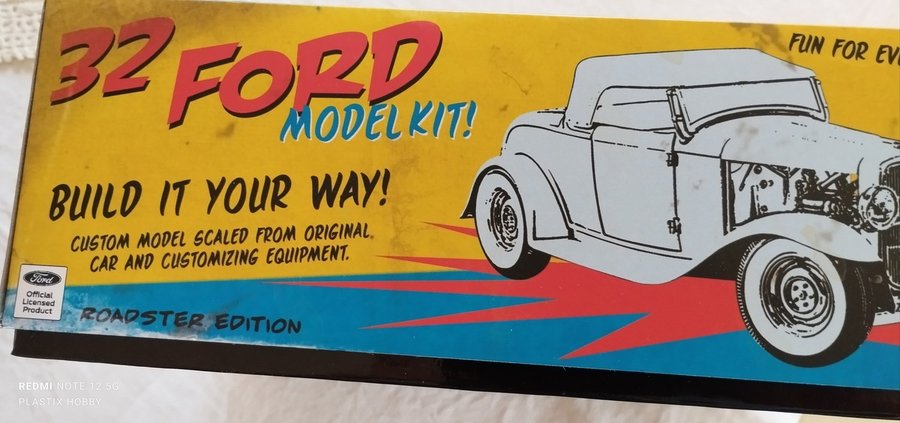 32 FORD
MODEL KIT!
FUN FOR
BUILD IT YOUR WAY!
CUSTOM MODEL SCALED FROM ORIGINAL
CAR AND CUSTOMIZING EQUIPMENT.
Ford
Official
Licensed
Product
ROADSTER EDITION
REDMI NOTE 12 5G
PLASTIX HOBBY